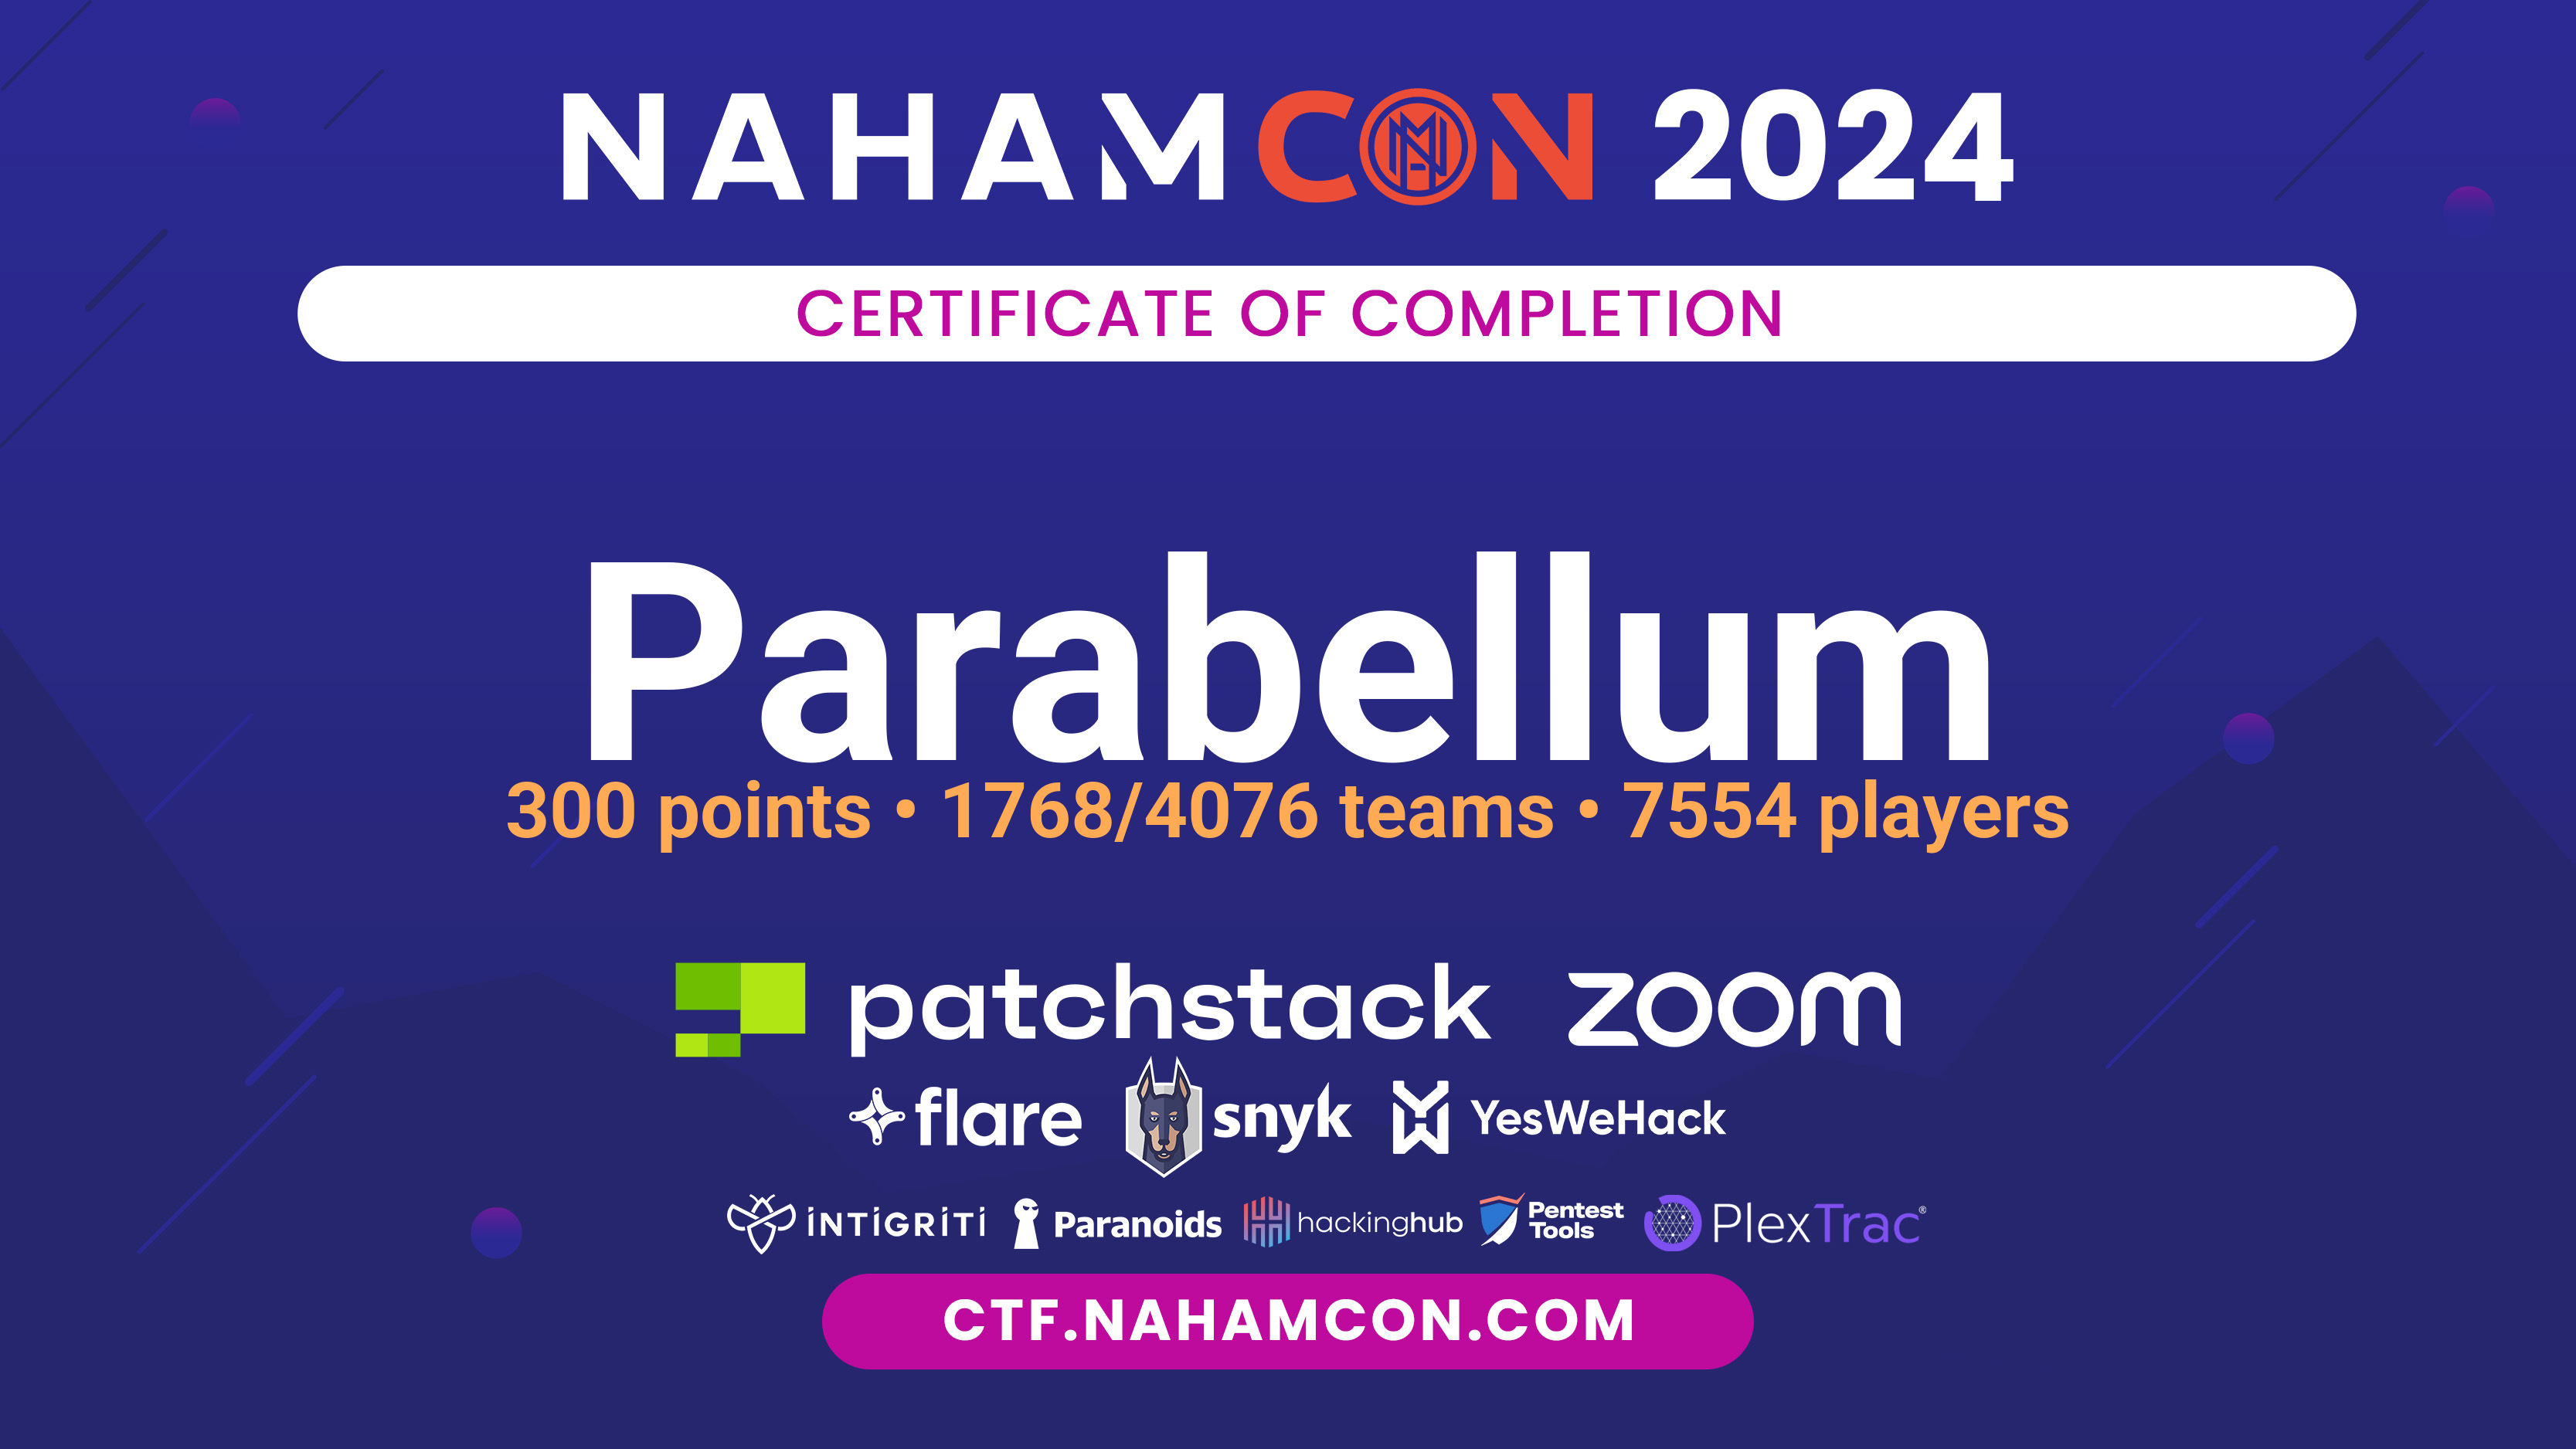 NAHAMCON 2024
CERTIFICATE OF COMPLETION
Parabellum
300 points • 1768/4076 teams • 7554 players
patchstack zoom
flare snyk YesWeHack
INTIGRITI Paranoids hackinghub Pentest Tools PlexTrac®
CTF.NAHAMCON.COM